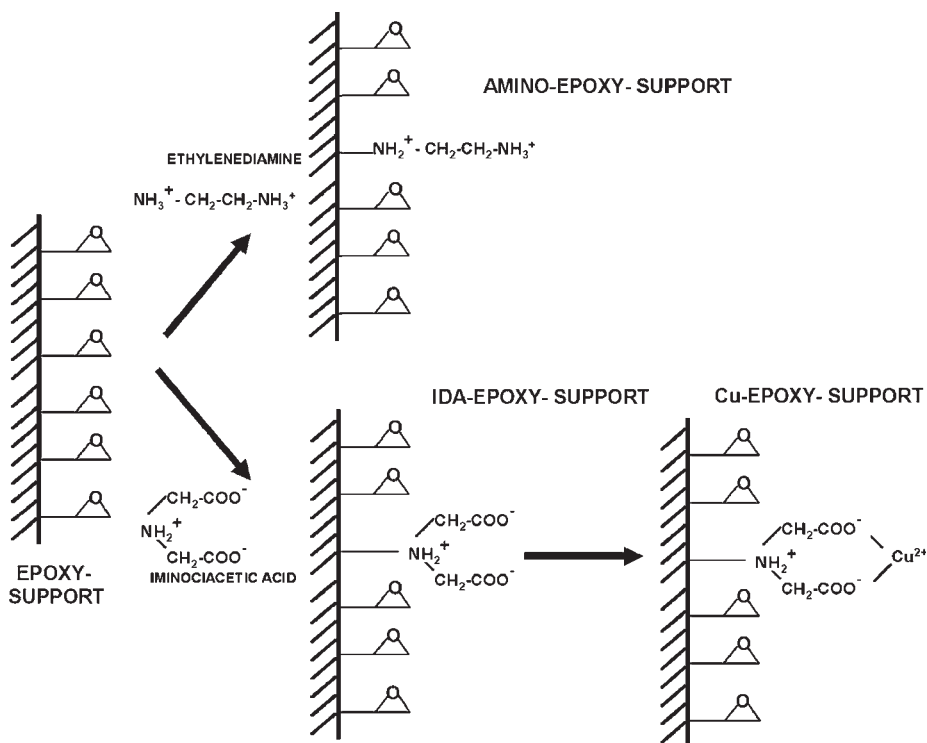 O
O
AMINO-EPOXY- SUPPORT
NH₂⁺- CH₂-CH₂-NH₃⁺
ETHYLENEDIAMINE
NH₃⁺- CH₂-CH₂-NH₃⁺
O
O
O
O
O
O
O
O
O
EPOXY-
SUPPORT
CH₂-COO⁻
NH₂⁺
CH₂-COO⁻
IMINOCIACETIC ACID
IDA-EPOXY- SUPPORT
O
O
CH₂-COO⁻
NH₂⁺
CH₂-COO⁻
O
O
O
Cu-EPOXY- SUPPORT
O
O
CH₂-COO⁻
NH₂⁺
CH₂-COO⁻
Cu²⁺
O
O
O